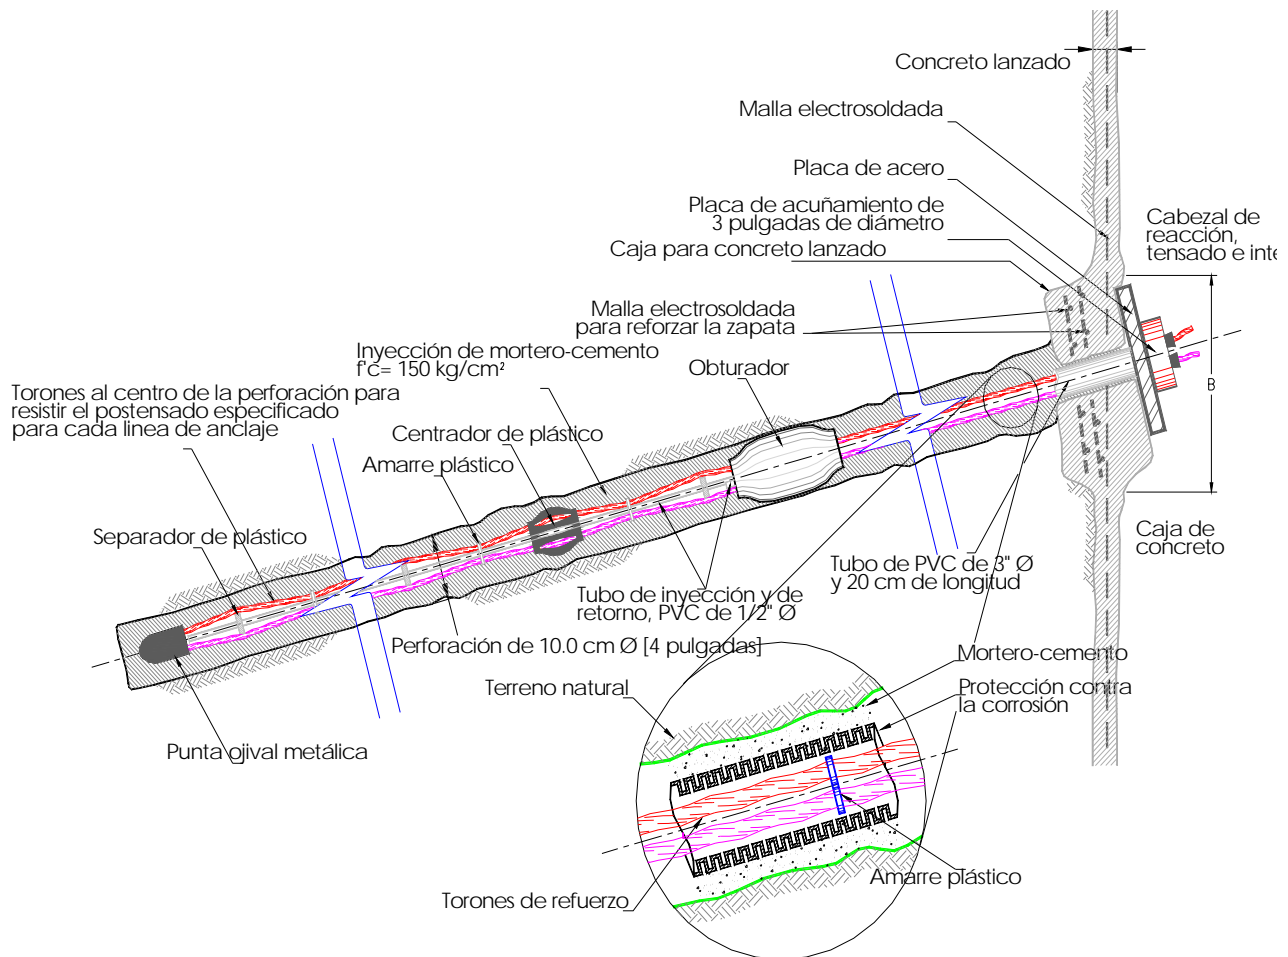 Concreto lanzado
Malla electrosoldada
Placa de acero
Placa de acuñamiento de
3 pulgadas de diámetro
Caja para concreto lanzado
Cabezal de
reacción,
tensado e inte
Malla electrosoldada
para reforzar la zapata
Inyección de mortero-cemento
f'c= 150 kg/cm²
Obturador
B
Torones al centro de la perforación para
resistir el postensado especificado
para cada linea de anclaje
Centrador de plástico
Amarre plástico
Separador de plástico
Caja de
concreto
Tubo de PVC de 3" Ø
y 20 cm de longitud
Tubo de inyección y de
retorno, PVC de 1/2" Ø
Perforación de 10.0 cm Ø [4 pulgadas]
Mortero-cemento
Terreno natural
Protección contra
la corrosión
Punta ojival metálica
Amarre plástico
Torones de refuerzo